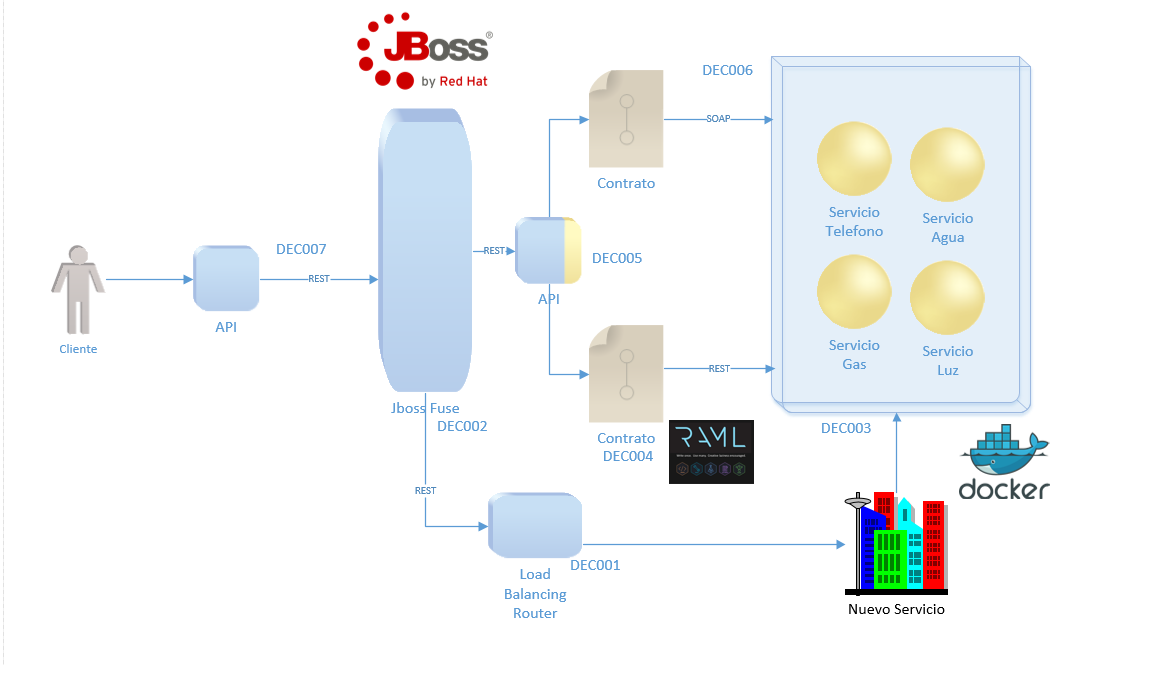 JBoss®
by Red Hat
DEC006
SOAP
Contrato
Servicio
Telefono
Servicio
Agua
DEC007
REST
API
Cliente
REST
DEC005
API
Servicio
Gas
Servicio
Luz
REST
Jboss Fuse
DEC002
Contrato
DEC004
RAML
DEC003
docker
REST
DEC001
Load
Balancing
Router
Nuevo Servicio